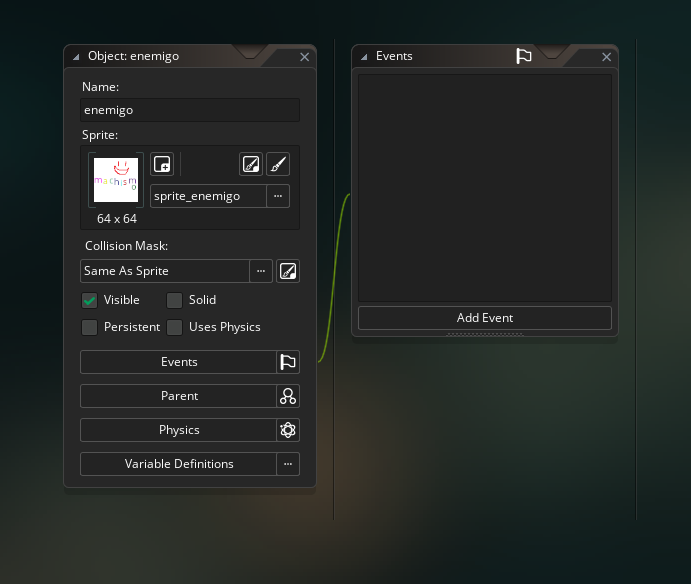 Object: enemigo
Name:
enemigo
Sprite:
machismo
sprite_enemigo
64 x 64
Collision Mask:
Same As Sprite
Visible
Solid
Persistent
Uses Physics
Events
Parent
Physics
Variable Definitions
Events
Add Event